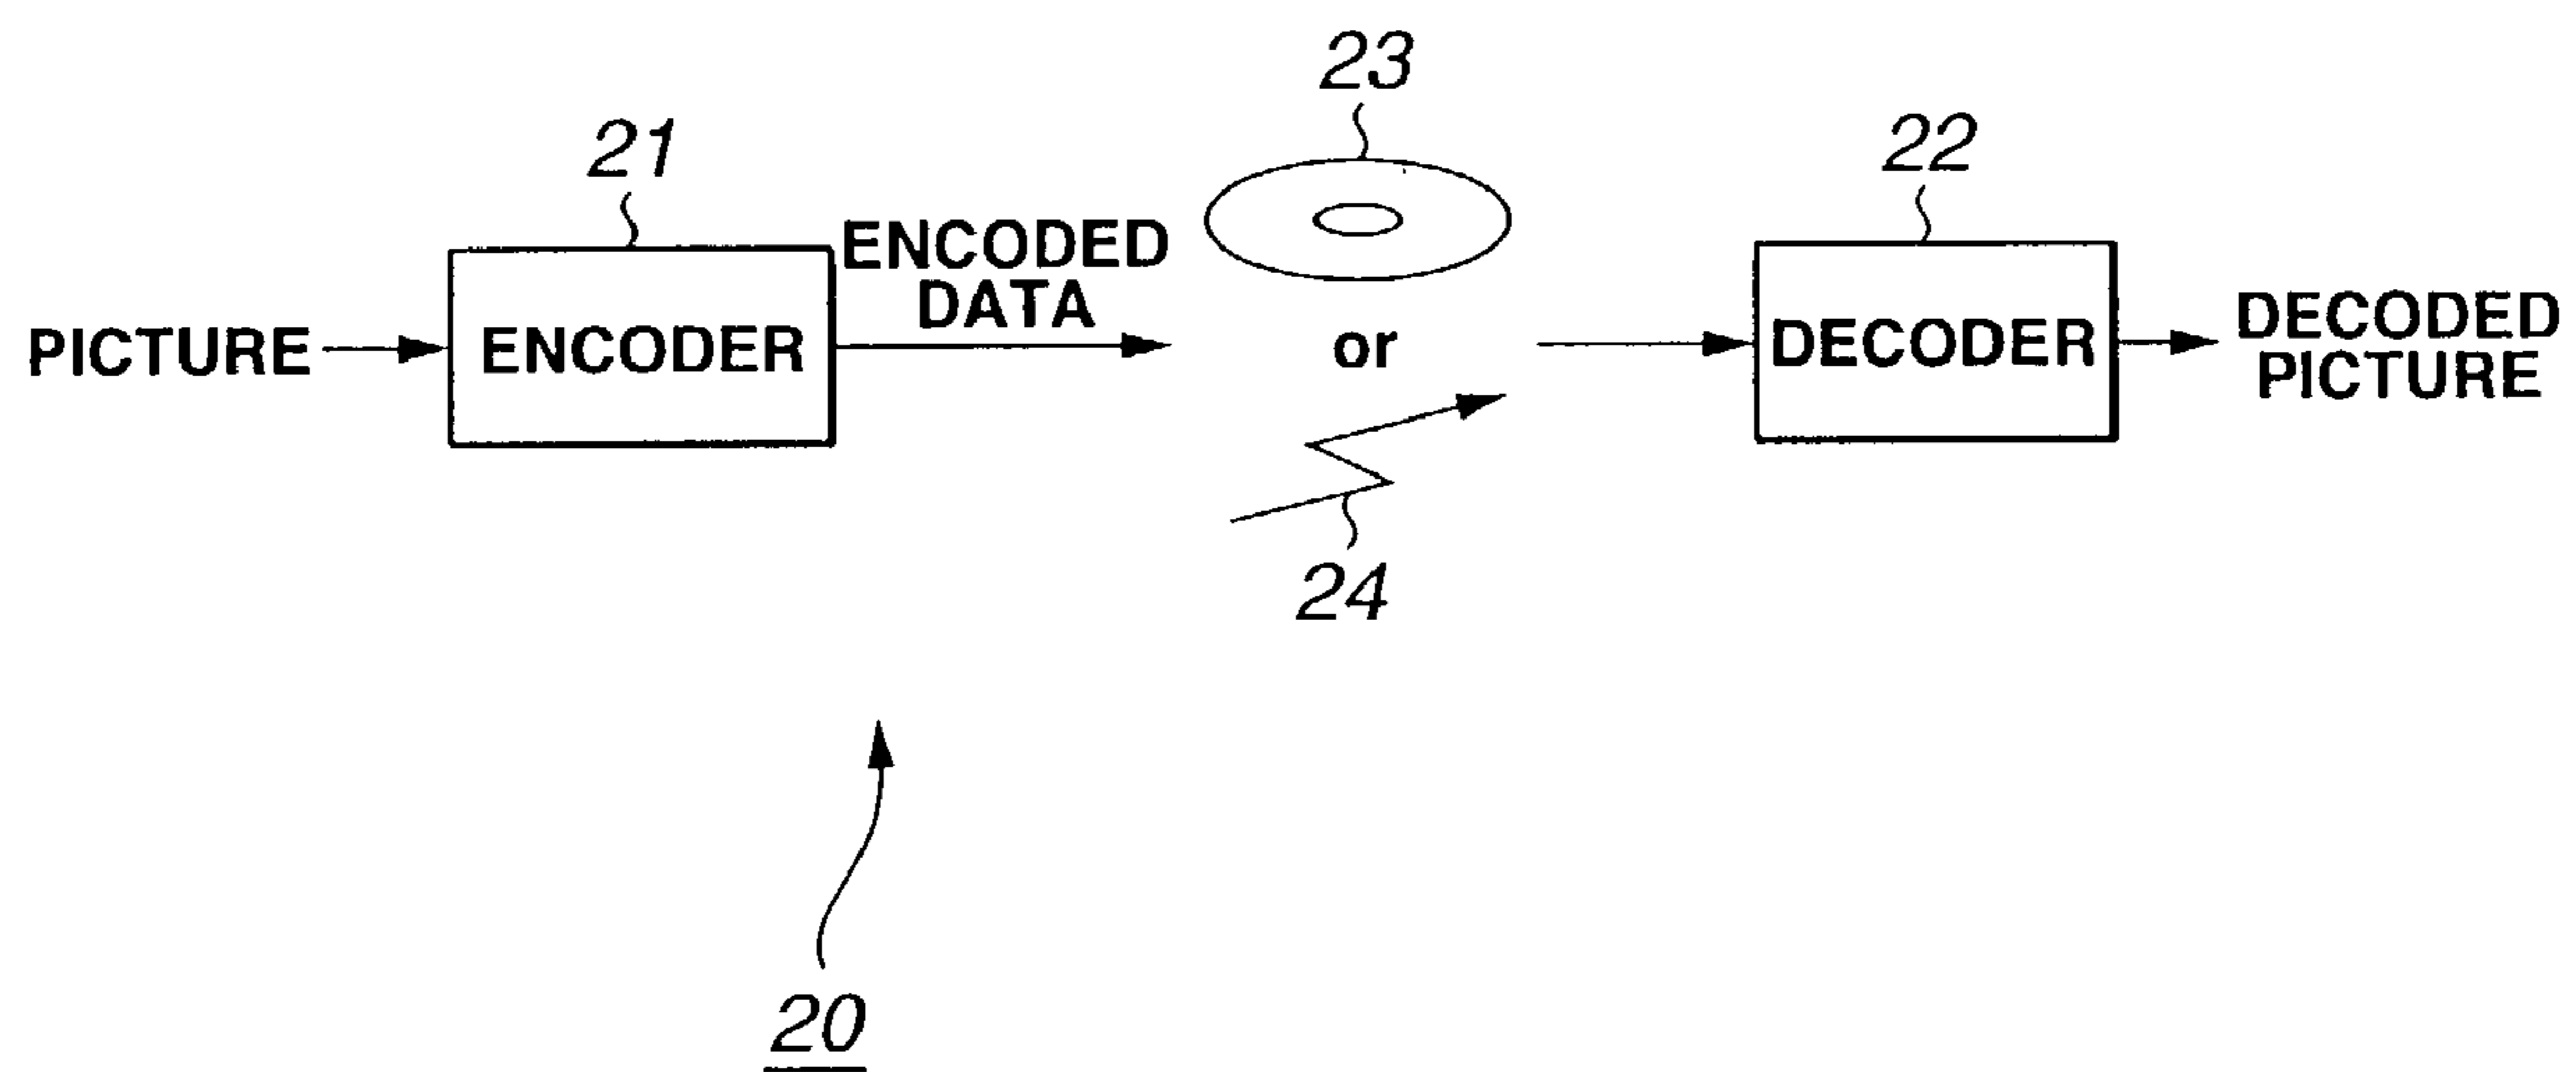 23
21
22
ENCODED
DATA
PICTURE
ENCODER
or
DECODER
DECODED
PICTURE
24
20